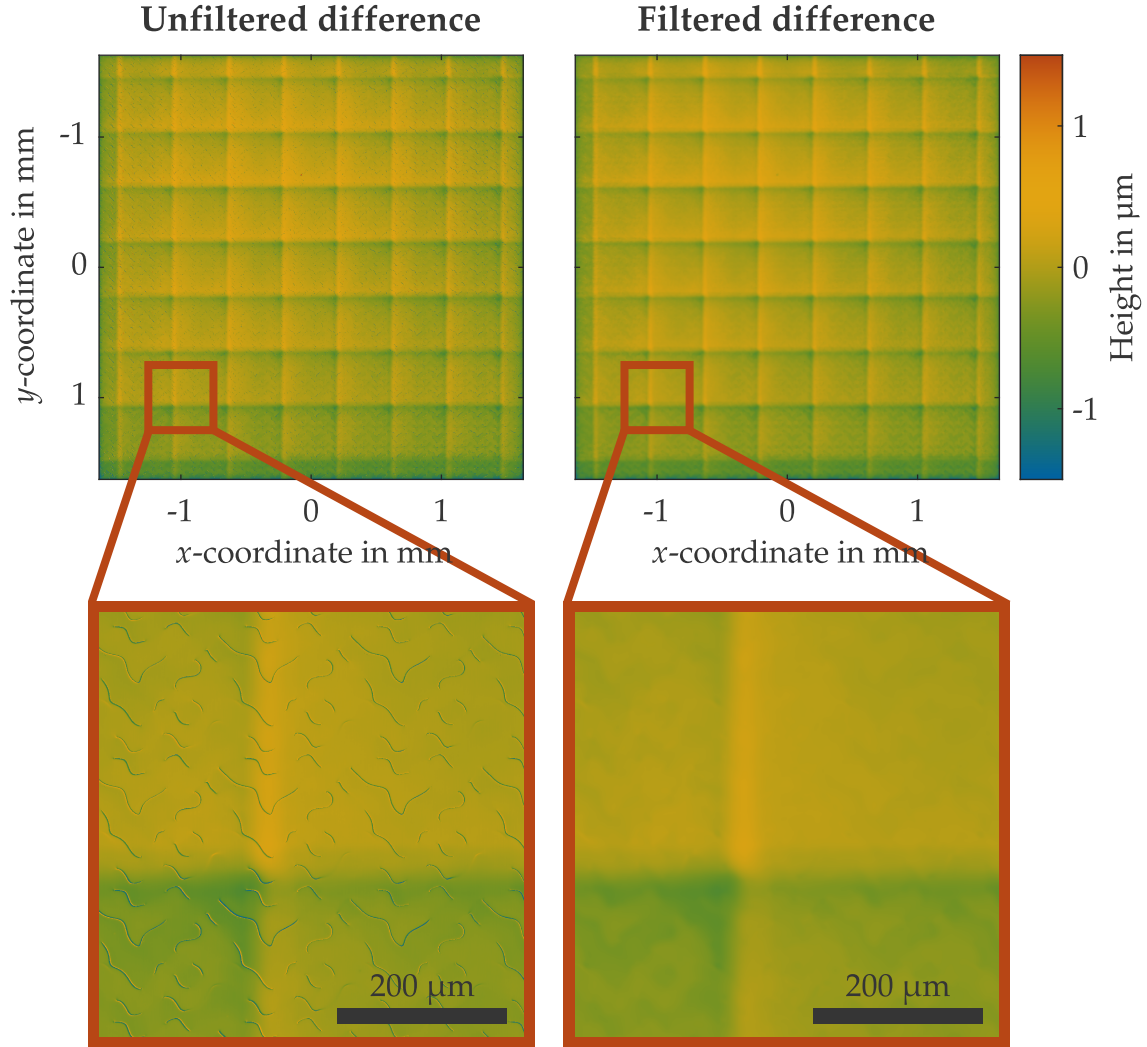 Unfiltered difference
Filtered difference
y-coordinate in mm
-1
0
1
-1
0
1
x-coordinate in mm
-1
0
1
x-coordinate in mm
1
0
-1
Height in µm
200 µm
200 µm